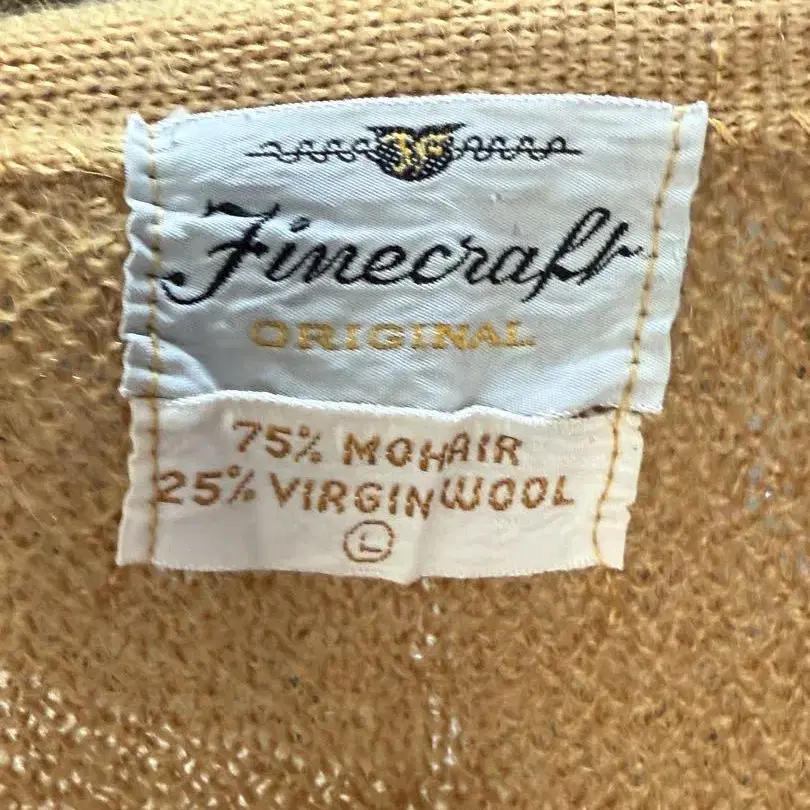 Finecraft
ORIGINAL
75% MOHAIR
25% VIRGIN WOOL
L